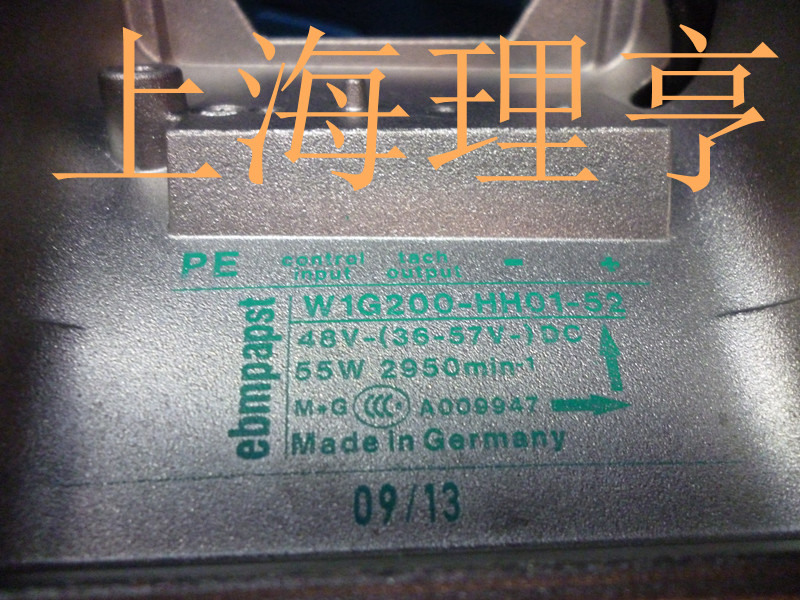 上海理亨
PE control input tach output - +
ebmpapst
W1G200-HH01-52
48V-(36-57V-)DC
55W 2950min-1
M+G CCC A009947
Made in Germany
09/13